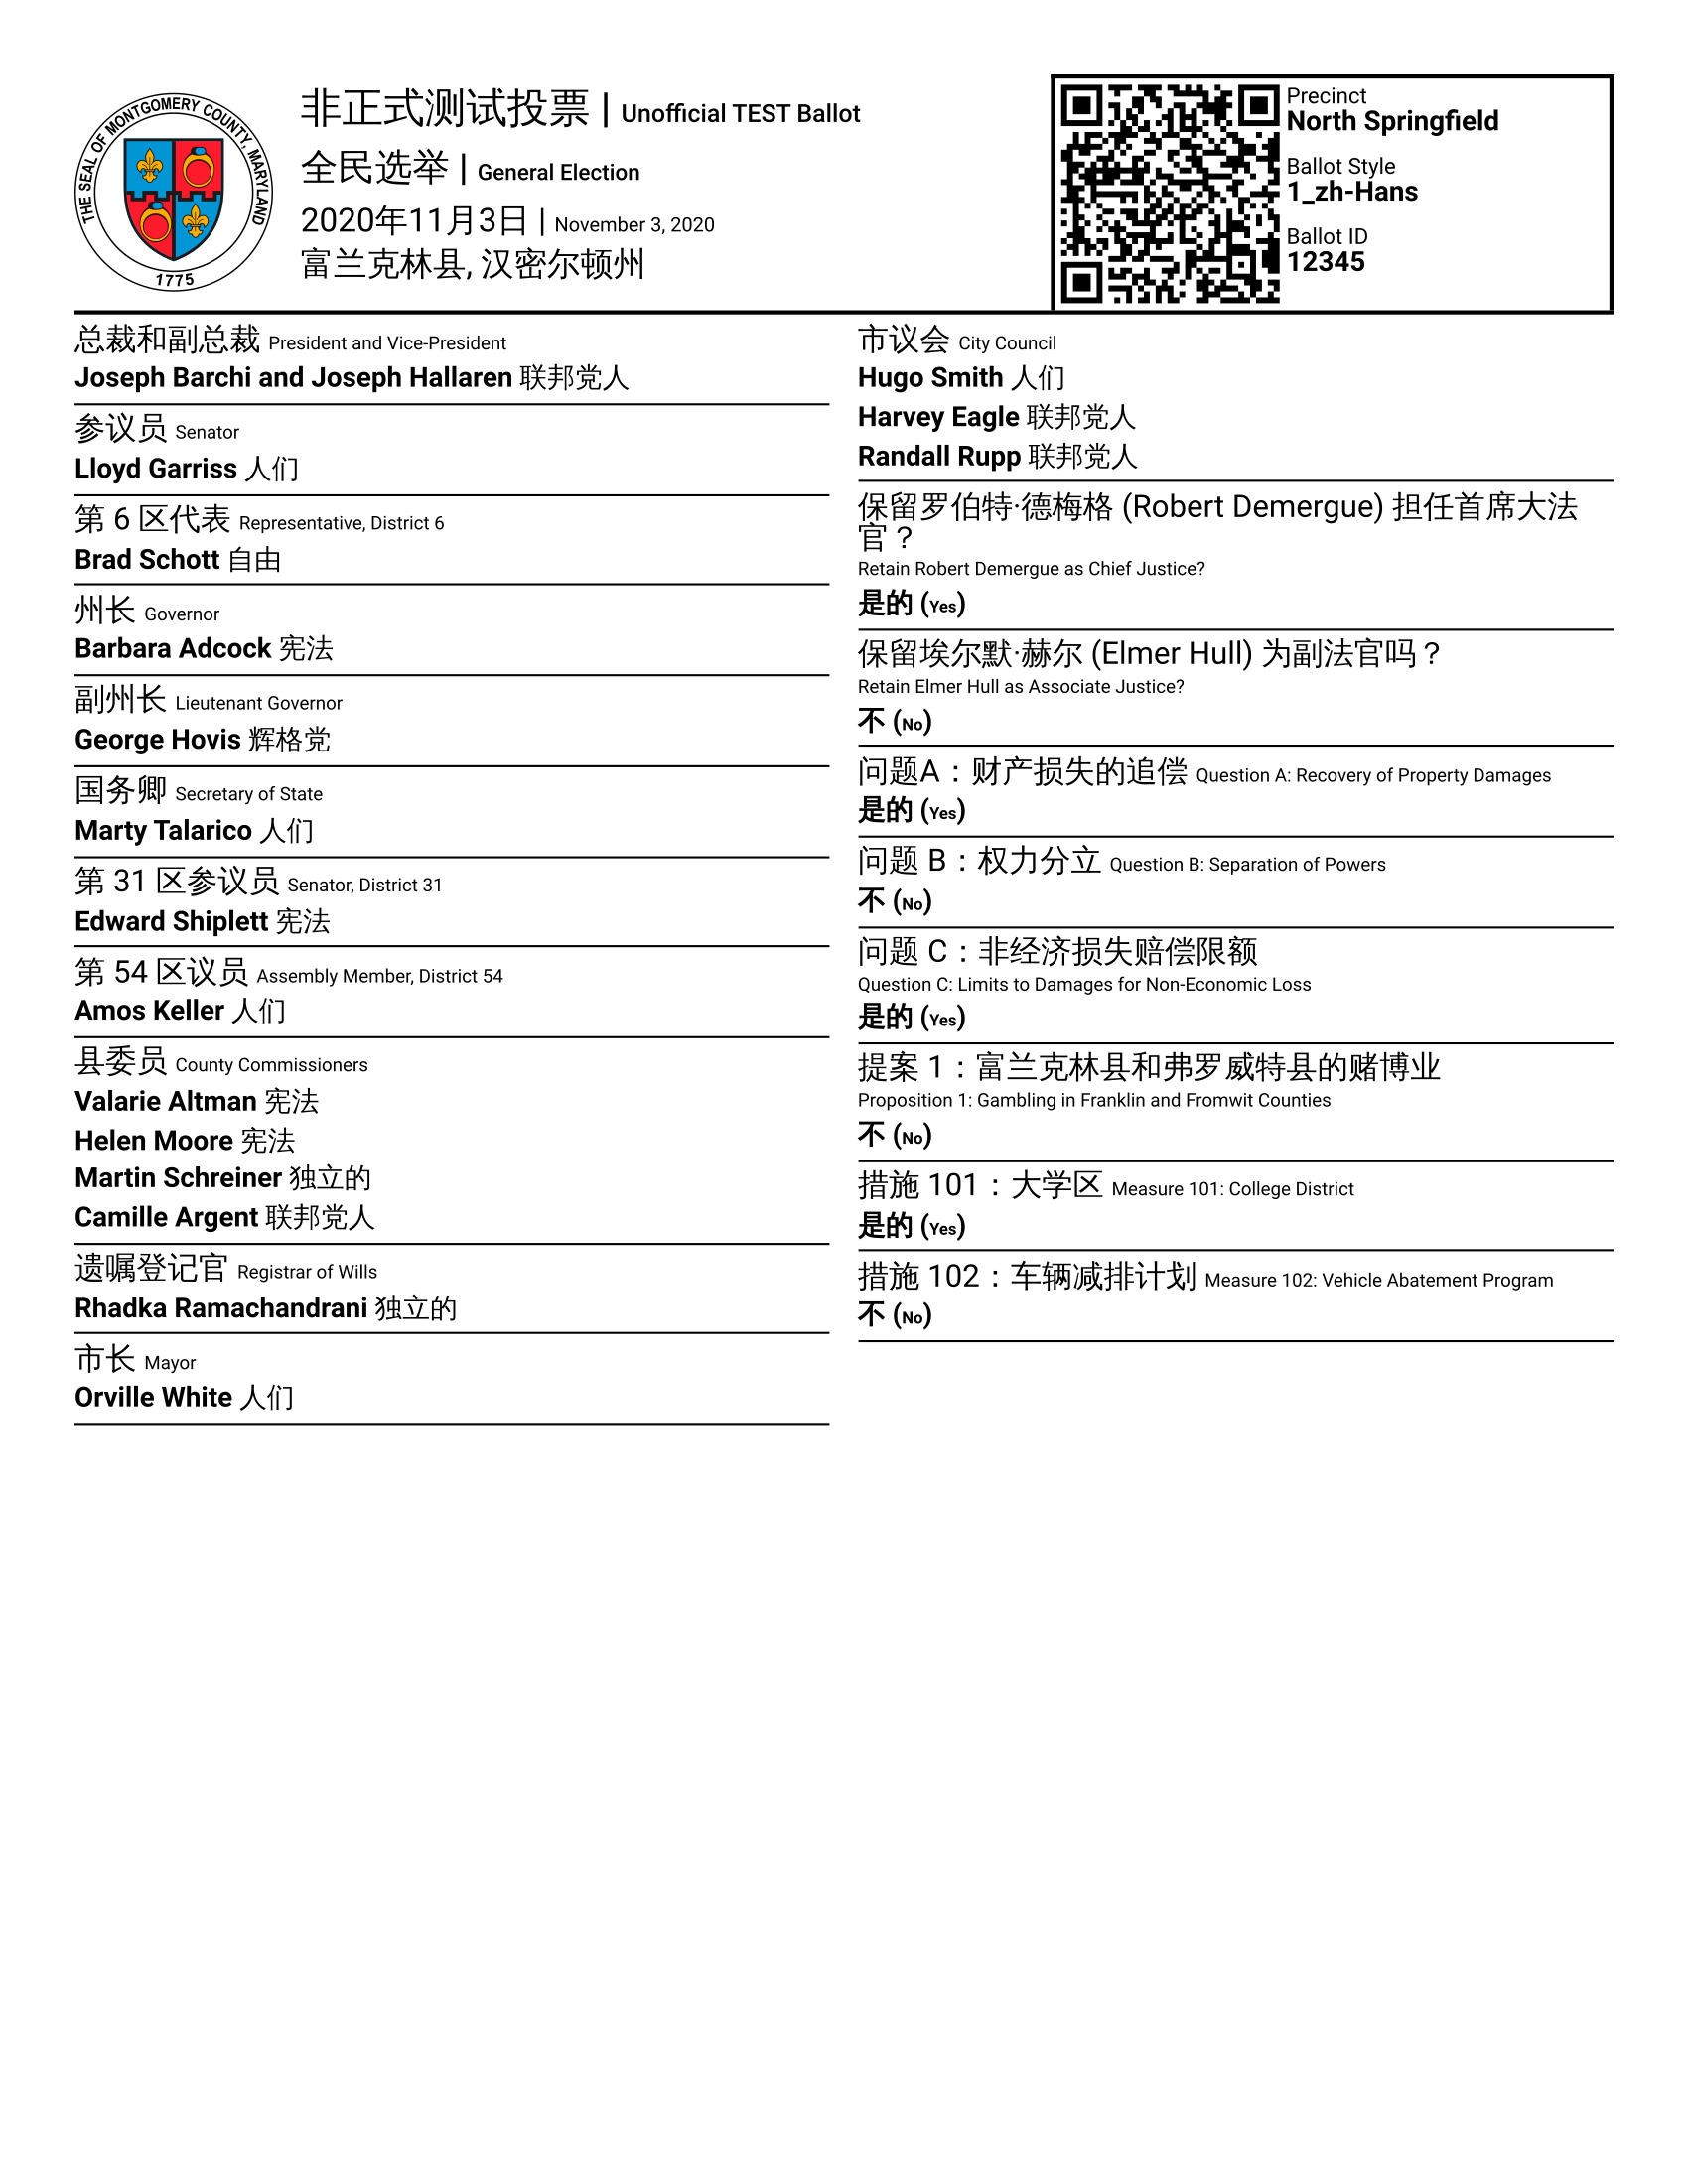 THE SEAL OF MONTGOMERY COUNTY, MARYLAND
1775
非正式测试投票 | Unofficial TEST Ballot
全民选举 | General Election
2020年11月3日 | November 3, 2020
富兰克林县, 汉密尔顿州
Precinct
North Springfield
Ballot Style
1_zh-Hans
Ballot ID
12345
总裁和副总裁 President and Vice-President
Joseph Barchi and Joseph Hallaren 联邦党人
参议员 Senator
Lloyd Garriss 人们
第 6 区代表 Representative, District 6
Brad Schott 自由
州长 Governor
Barbara Adcock 宪法
副州长 Lieutenant Governor
George Hovis 辉格党
国务卿 Secretary of State
Marty Talarico 人们
第 31 区参议员 Senator, District 31
Edward Shiplett 宪法
第 54 区议员 Assembly Member, District 54
Amos Keller 人们
县委员 County Commissioners
Valarie Altman 宪法
Helen Moore 宪法
Martin Schreiner 独立的
Camille Argent 联邦党人
遗嘱登记官 Registrar of Wills
Rhadka Ramachandrani 独立的
市长 Mayor
Orville White 人们
市议会 City Council
Hugo Smith 人们
Harvey Eagle 联邦党人
Randall Rupp 联邦党人
保留罗伯特·德梅格 (Robert Demergue) 担任首席大法
官？
Retain Robert Demergue as Chief Justice?
是的 (Yes)
保留埃尔默·赫尔 (Elmer Hull) 为副法官吗？
Retain Elmer Hull as Associate Justice?
不 (No)
问题A：财产损失的追偿 Question A: Recovery of Property Damages
是的 (Yes)
问题 B：权力分立 Question B: Separation of Powers
不 (No)
问题 C：非经济损失赔偿限额
Question C: Limits to Damages for Non-Economic Loss
是的 (Yes)
提案 1：富兰克林县和弗罗威特县的赌博业
Proposition 1: Gambling in Franklin and Fromwit Counties
不 (No)
措施 101：大学区 Measure 101: College District
是的 (Yes)
措施 102：车辆减排计划 Measure 102: Vehicle Abatement Program
不 (No)